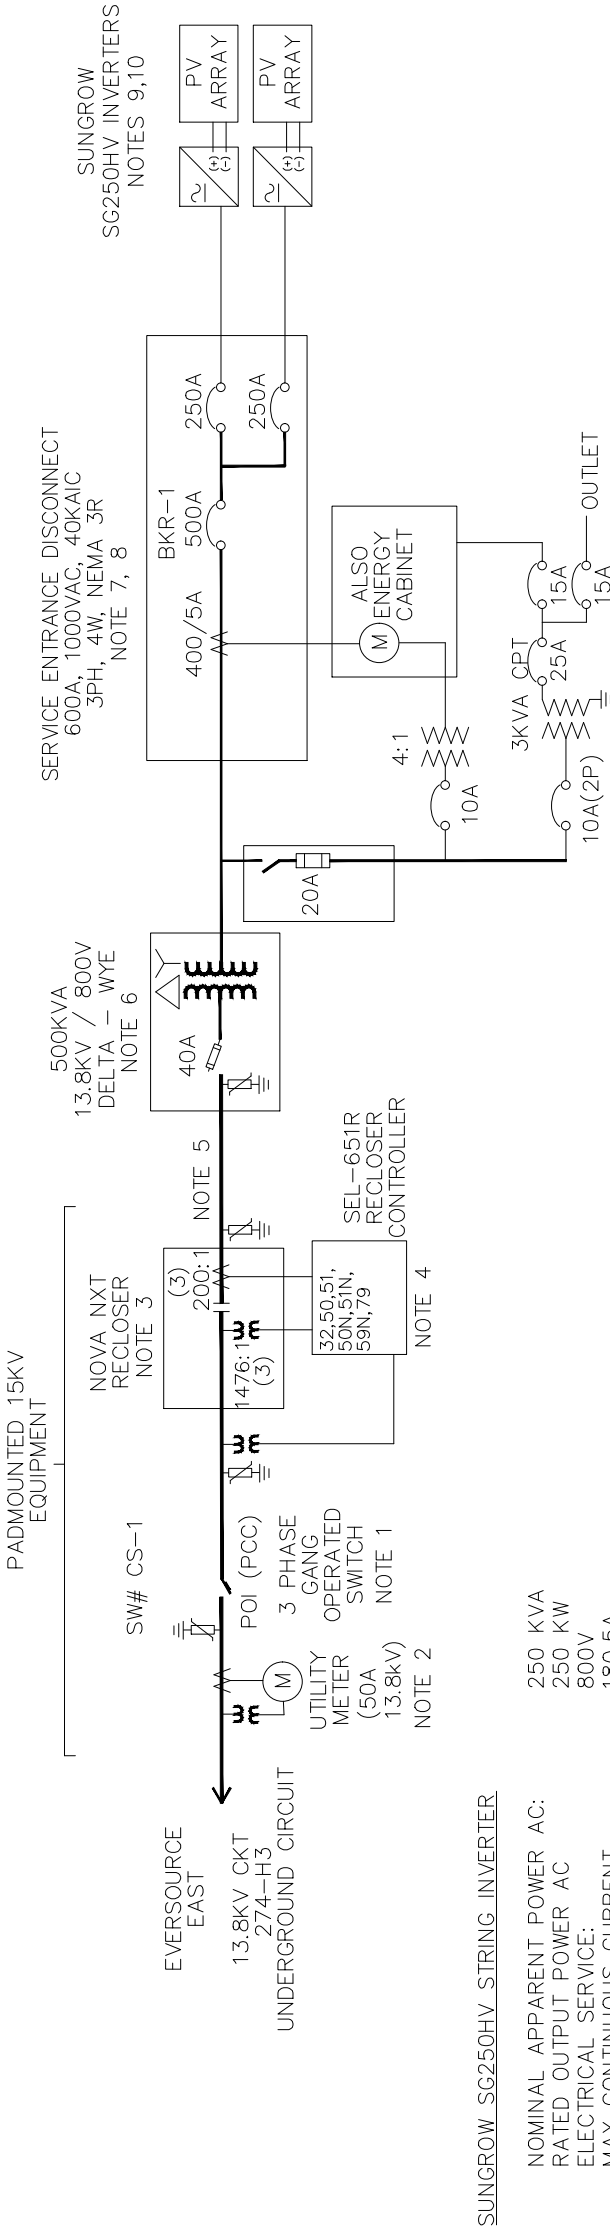 PADMOUNTED 15KV
EQUIPMENT
EVERSOURCE
EAST
13.8KV CKT
274-H3
UNDERGROUND CIRCUIT
M
UTILITY
METER
(50A
13.8kV)
NOTE 2
SW# CS-1
POI (PCC)
3 PHASE
GANG
OPERATED
SWITCH
NOTE 1
NOVA NXT
RECLOSER
NOTE 3
1476:1
(3)
(3)
200:1
32,50,51,
50N,51N,
59N,79
SEL-651R
RECLOSER
CONTROLLER
NOTE 4
NOTE 5
500KVA
13.8KV / 800V
DELTA - WYE
NOTE 6
40A
20A
SERVICE ENTRANCE DISCONNECT
600A, 1000VAC, 40KAIC
3PH, 4W, NEMA 3R
NOTE 7, 8
400/5A
BKR-1
500A
250A
250A
SUNGROW
SG250HV INVERTERS
NOTES 9,10
(+)
(-)
PV
ARRAY
(+)
(-)
PV
ARRAY
4:1
10A
M
ALSO
ENERGY
CABINET
10A(2P)
3KVA CPT
25A
15A
15A
OUTLET
SUNGROW SG250HV STRING INVERTER
NOMINAL APPARENT POWER AC: 250 KVA
RATED OUTPUT POWER AC 250 KW
ELECTRICAL SERVICE: 800V
MAX CONTINUOUS CURRENT 180.5A